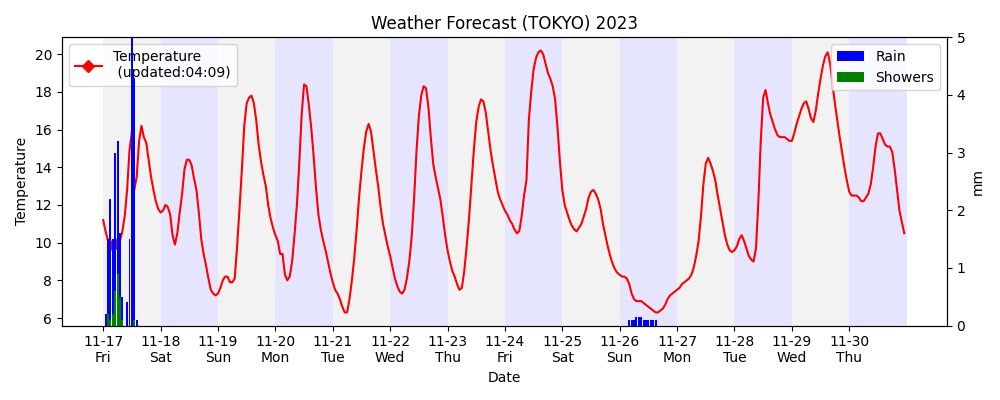 Weather Forecast (TOKYO) 2023
Temperature
(updated:04:09)
Rain
Showers
Temperature
20
18
16
14
12
10
8
6
5
4
3
2
1
0
mm
11-17 11-18 11-19 11-20 11-21 11-22 11-23 11-24 11-25 11-26 11-27 11-28 11-29 11-30
Fri Sat Sun Mon Tue Wed Thu Fri Sat Sun Mon Tue Wed Thu
Date